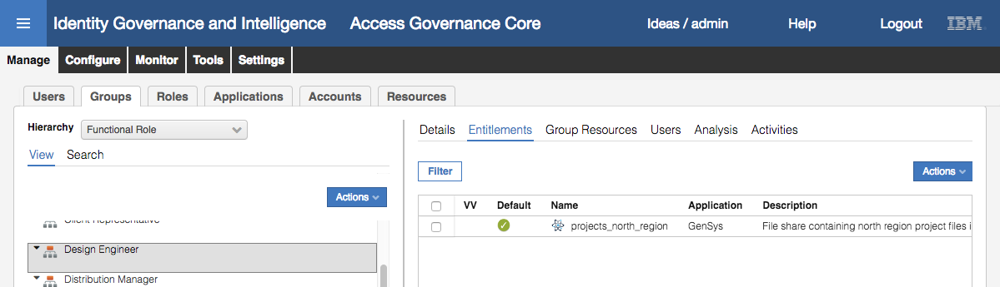 Identity Governance and Intelligence Access Governance Core Ideas / admin Help Logout IBM
Manage Configure Monitor Tools Settings
Users Groups Roles Applications Accounts Resources
Hierarchy Functional Role
View Search
Actions
Client Representative
Design Engineer
Distribution Manager
Details Entitlements Group Resources Users Analysis Activities
Filter Actions
VV Default Name Application Description
projects_north_region GenSys File share containing north region project files i